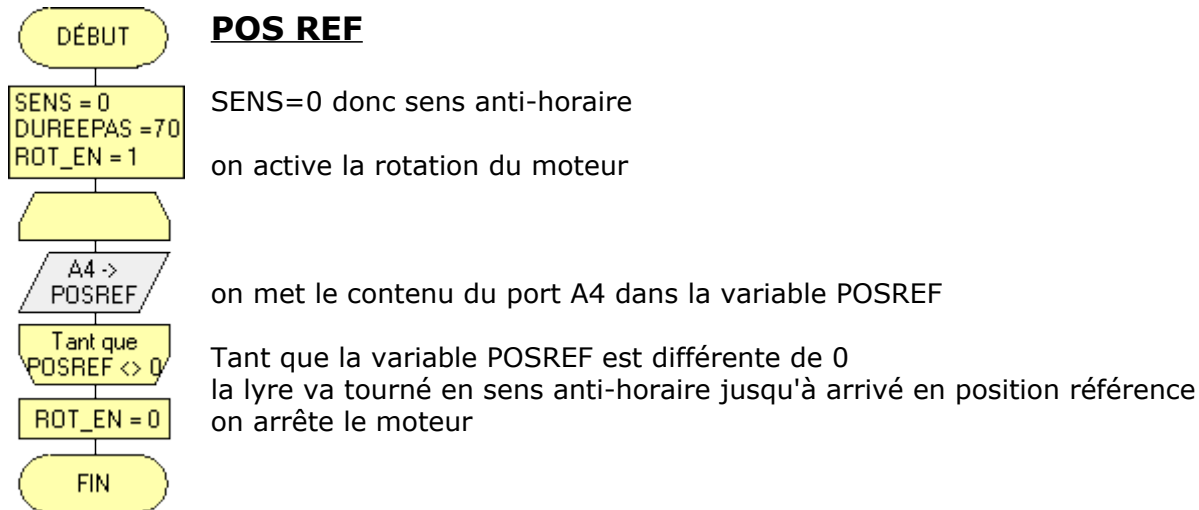 DÉBUT
POS REF
SENS = 0
DUREEPAS =70
ROT_EN = 1
SENS=0 donc sens anti-horaire
on active la rotation du moteur
A4 ->
POSREF
on met le contenu du port A4 dans la variable POSREF
Tant que
POSREF <> 0
Tant que la variable POSREF est différente de 0
la lyre va tourné en sens anti-horaire jusqu'à arrivé en position référence
ROT_EN = 0
on arrête le moteur
FIN